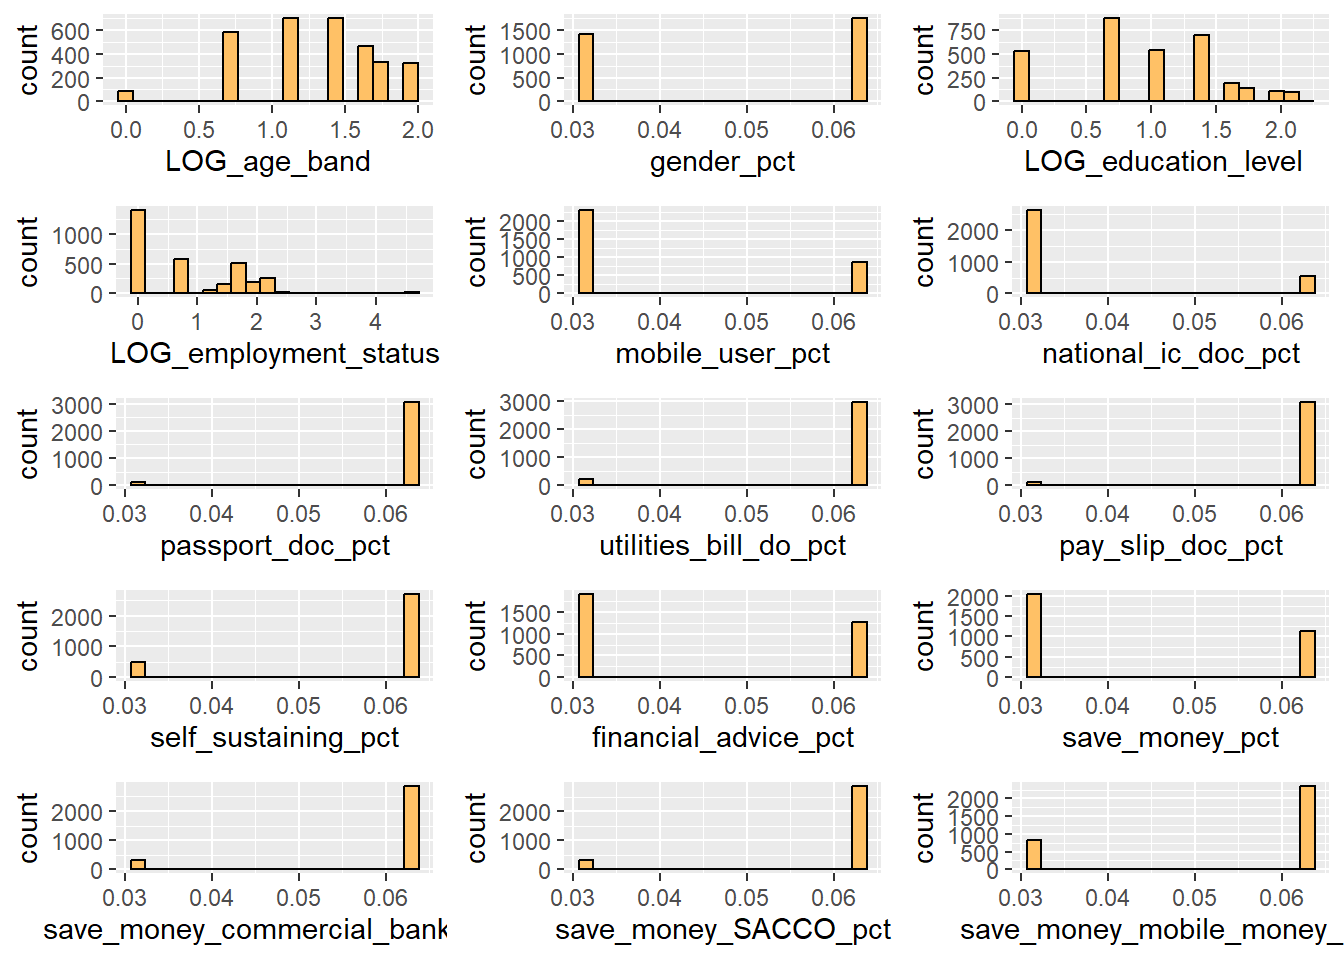 count
600
400
200
0
0.0 0.5 1.0 1.5 2.0
LOG_age_band
count
1500
1000
500
0
0.03 0.04 0.05 0.06
gender_pct
count
750
500
250
0
0.0 0.5 1.0 1.5 2.0
LOG_education_level
count
1000
500
0
0 1 2 3 4
LOG_employment_status
count
2000
1500
1000
500
0
0.03 0.04 0.05 0.06
mobile_user_pct
count
2000
1000
0
0.03 0.04 0.05 0.06
national_ic_doc_pct
count
3000
2000
1000
0
0.03 0.04 0.05 0.06
passport_doc_pct
count
3000
2000
1000
0
0.03 0.04 0.05 0.06
utilities_bill_do_pct
count
3000
2000
1000
0
0.03 0.04 0.05 0.06
pay_slip_doc_pct
count
2000
1000
0
0.03 0.04 0.05 0.06
self_sustaining_pct
count
1500
1000
500
0
0.03 0.04 0.05 0.06
financial_advice_pct
count
2000
1500
1000
500
0
0.03 0.04 0.05 0.06
save_money_pct
count
2000
1000
0
0.03 0.04 0.05 0.06
save_money_commercial_bank
count
2000
1000
0
0.03 0.04 0.05 0.06
save_money_SACCO_pct
count
2000
1500
1000
500
0
0.03 0.04 0.05 0.06
save_money_mobile_money_